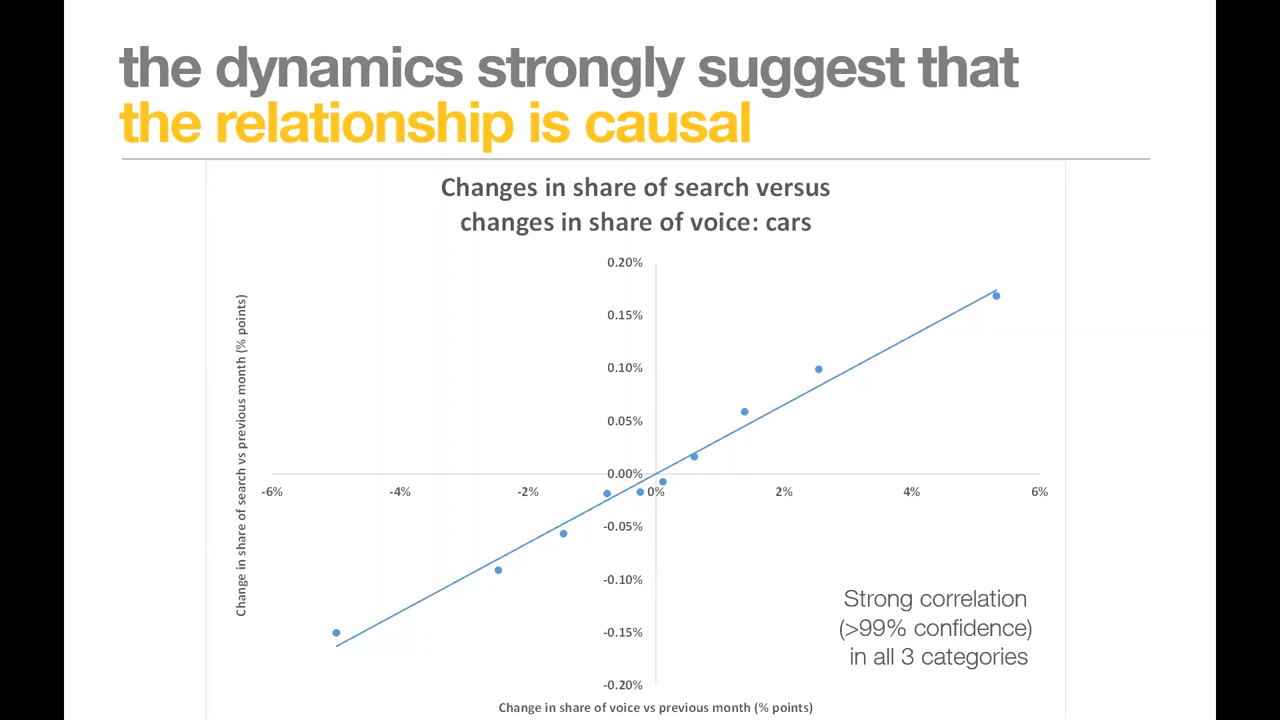 the dynamics strongly suggest that
the relationship is causal
Changes in share of search versus
changes in share of voice: cars
Change in share of search vs previous month (% points)
0.20%
0.15%
0.10%
0.05%
0.00%
-6%
-4%
-2%
0%
2%
4%
6%
-0.05%
-0.10%
-0.15%
-0.20%
Strong correlation
(>99% confidence)
in all 3 categories
Change in share of voice vs previous month (% points)